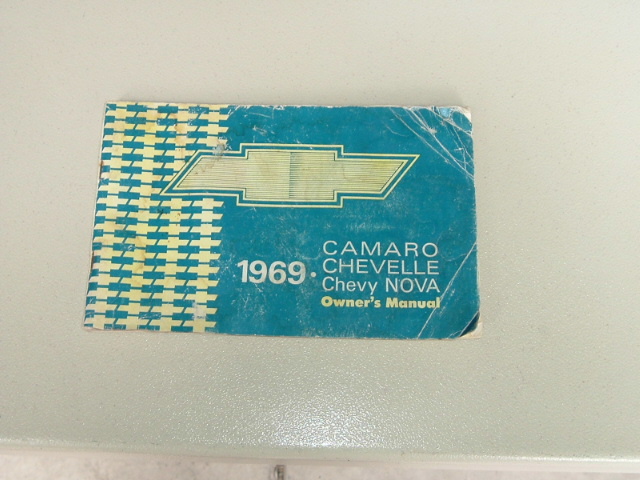 1969 · CAMARO
CHEVELLE
Chevy NOVA
Owner's Manual